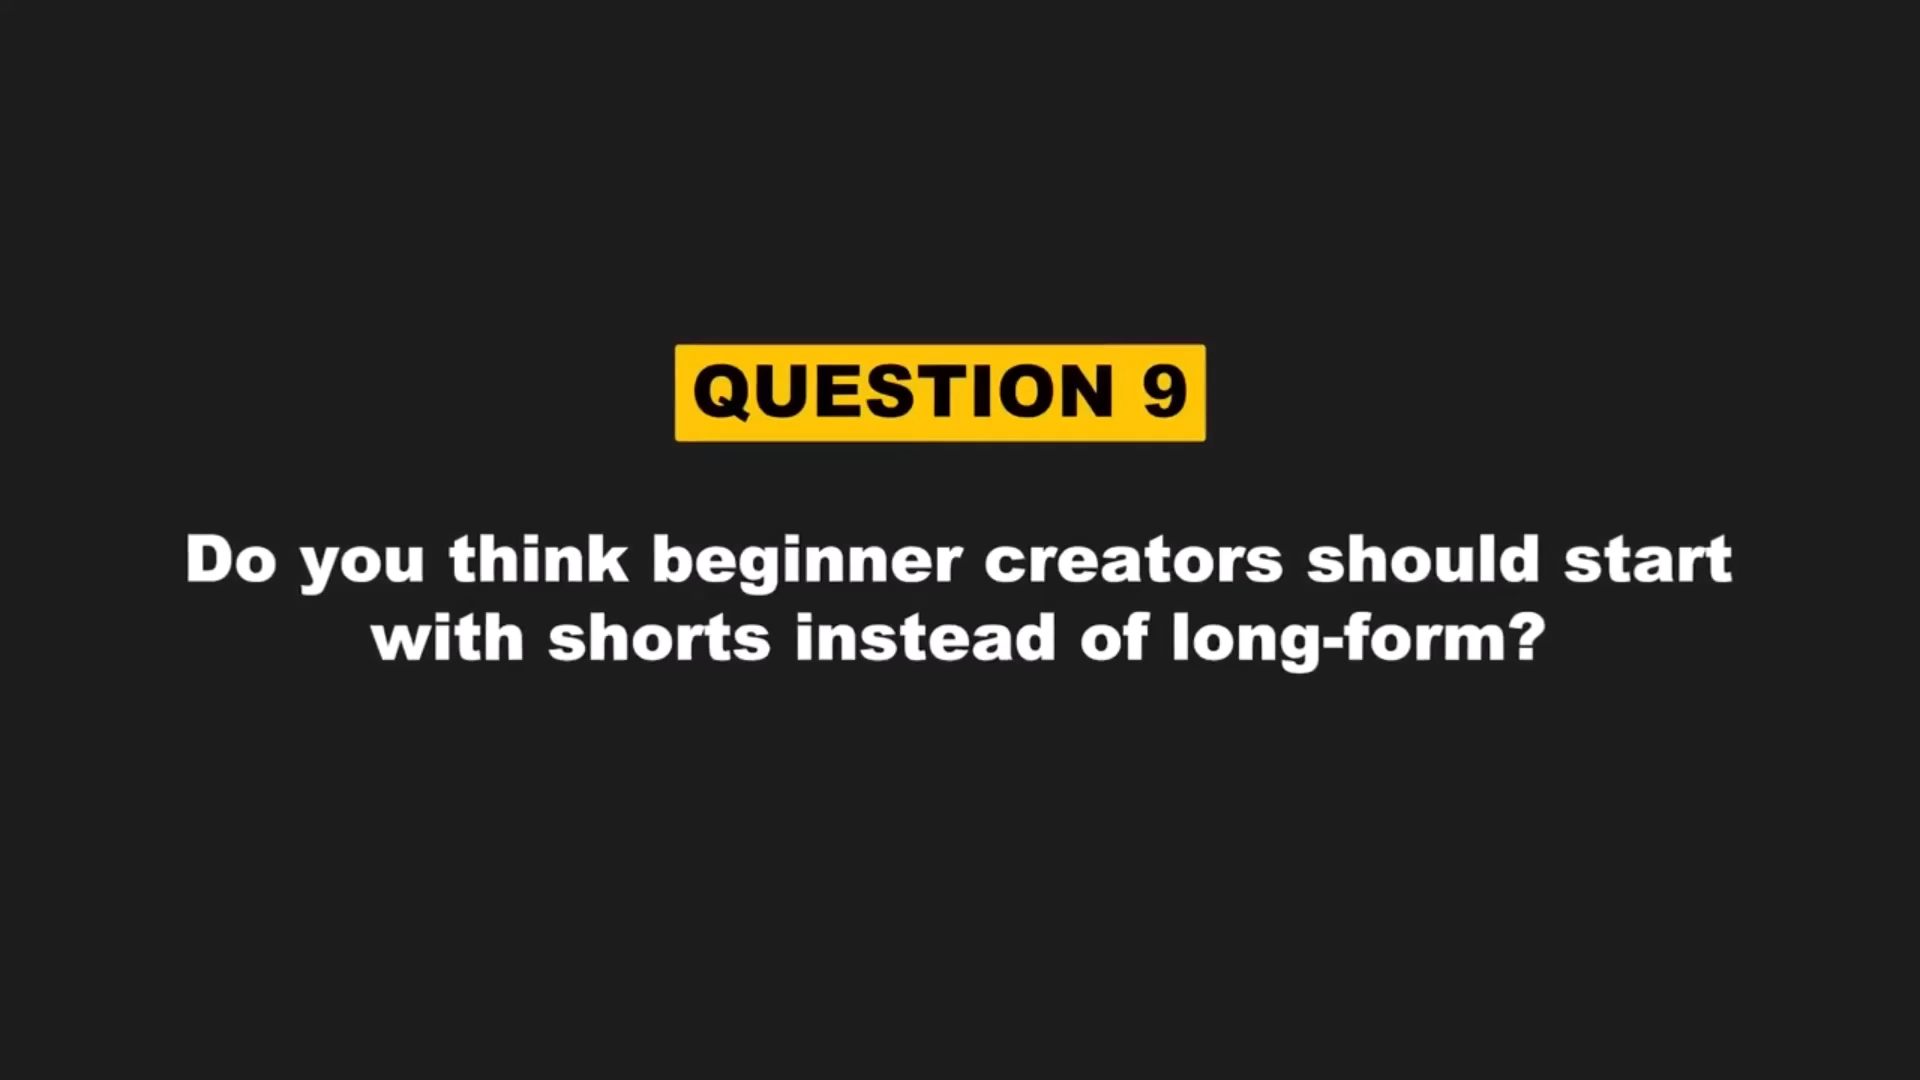 QUESTION 9
Do you think beginner creators should start
with shorts instead of long-form?